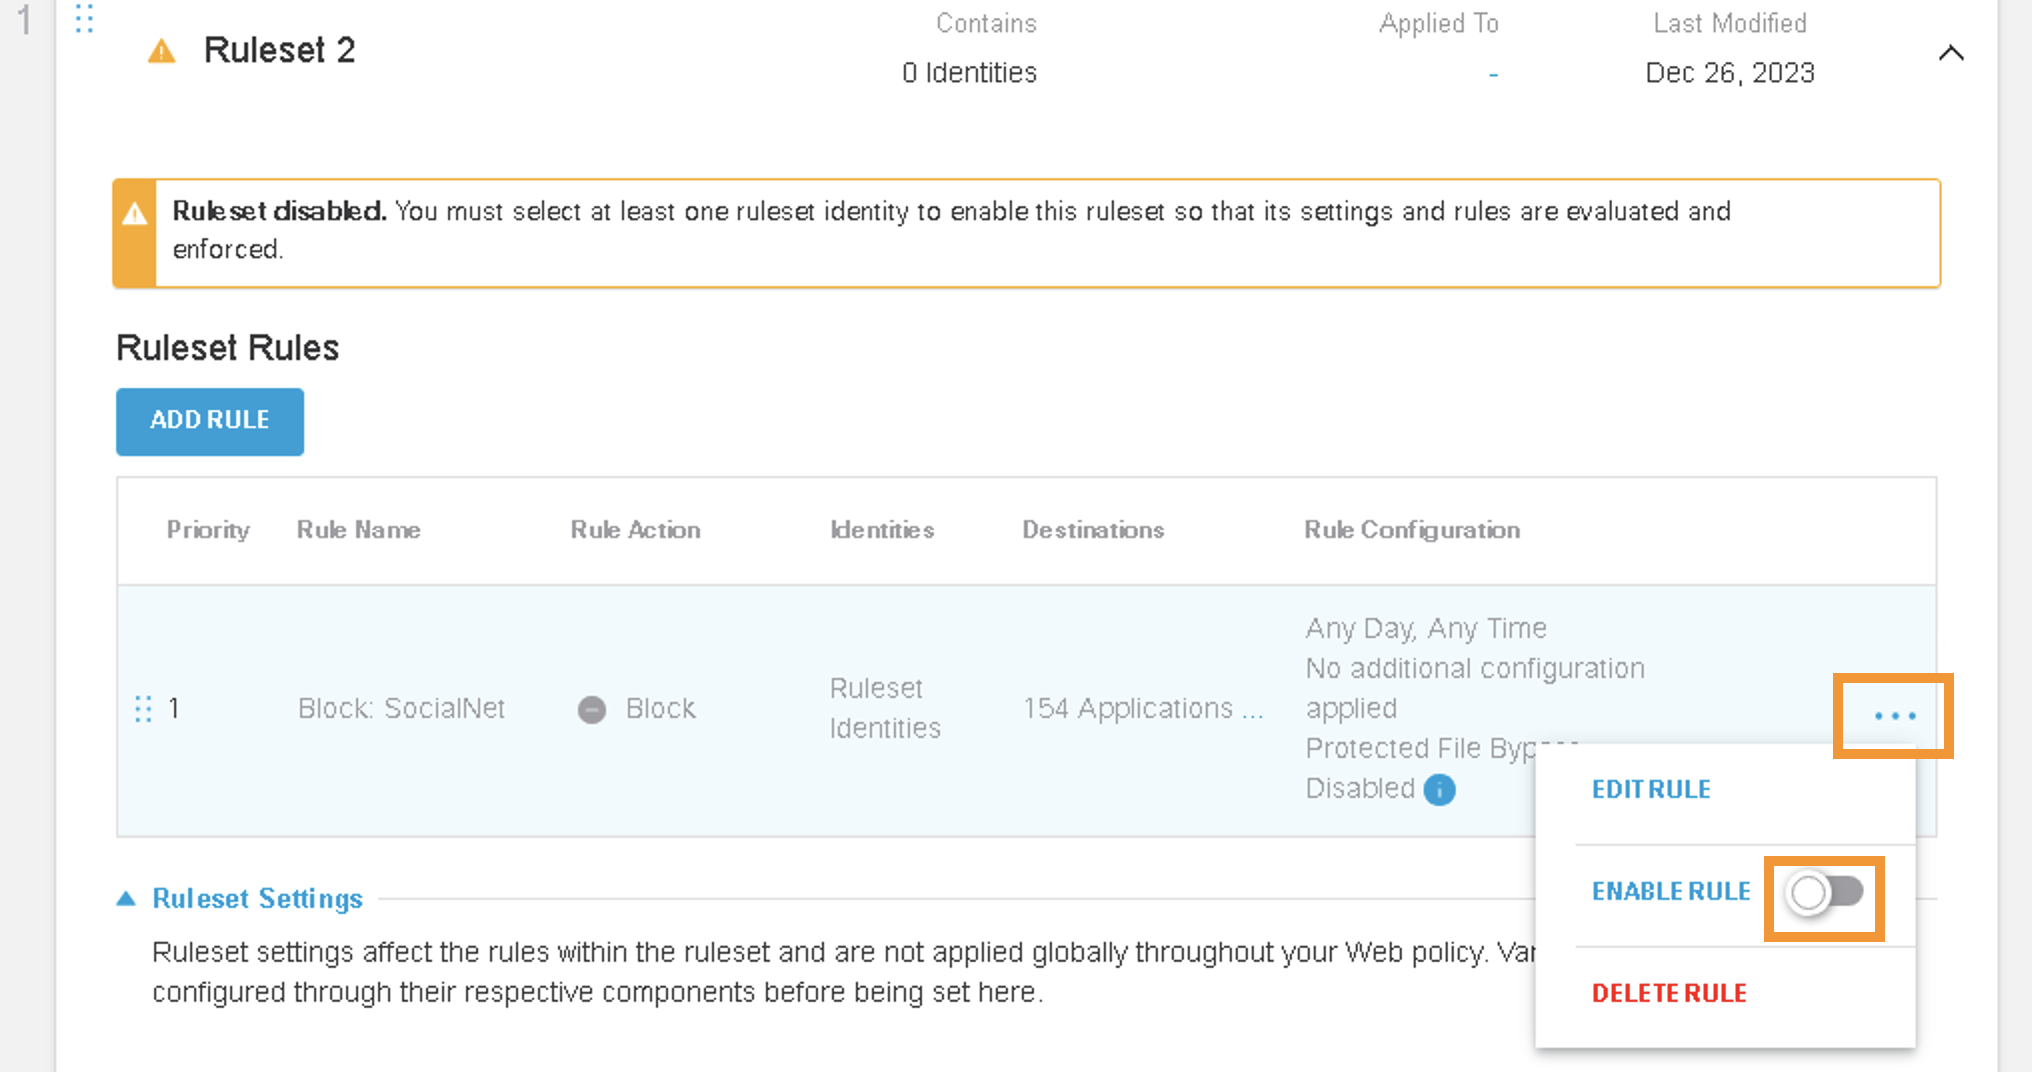 1
Contains
Applied To
Last Modified
Ruleset 2
0 Identities
-
Dec 26, 2023
Ruleset disabled. You must select at least one ruleset identity to enable this ruleset so that its settings and rules are evaluated and
enforced.
Ruleset Rules
ADD RULE
Priority
Rule Name
Rule Action
Identities
Destinations
Rule Configuration
1
Block: SocialNet
Block
Ruleset
Identities
154 Applications ...
Any Day, Any Time
No additional configuration
applied
Protected File
Disabled
EDIT RULE
ENABLE RULE
DELETE RULE
Ruleset Settings
Ruleset settings affect the rules within the ruleset and are not applied globally throughout your Web policy.
configured through their respective components before being set here.